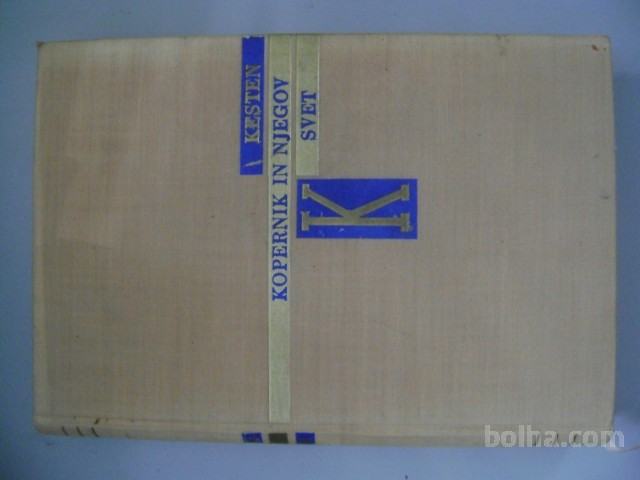 KESTEN
KOPERNIK IN NJEGOV
SVET
K
bolha.com